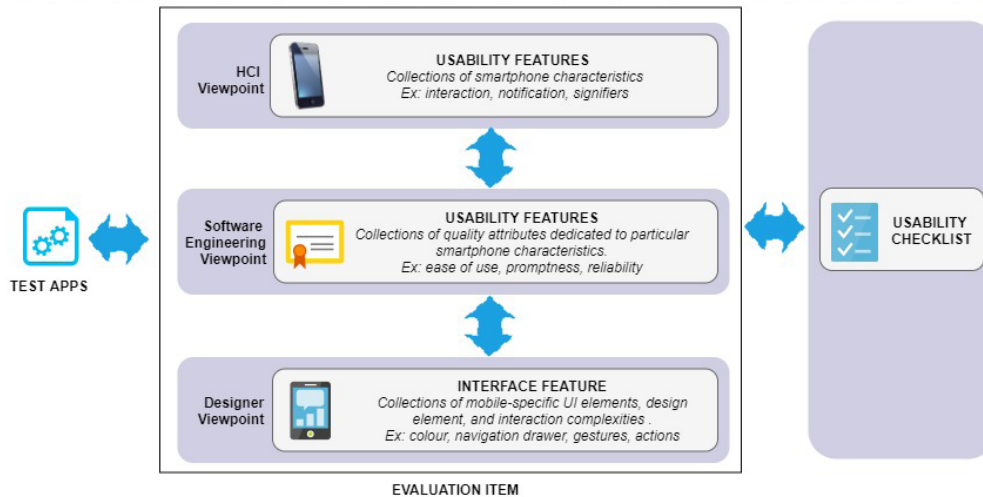 HCI
Viewpoint
USABILITY FEATURES
Collections of smartphone characteristics
Ex: interaction, notification, signifiers
TEST APPS
Software
Engineering
Viewpoint
USABILITY FEATURES
Collections of quality attributes dedicated to particular
smartphone characteristics.
Ex: ease of use, promptness, reliability
USABILITY
CHECKLIST
Designer
Viewpoint
INTERFACE FEATURE
Collections of mobile-specific UI elements, design
element, and interaction complexities .
Ex: colour, navigation drawer, gestures, actions
EVALUATION ITEM